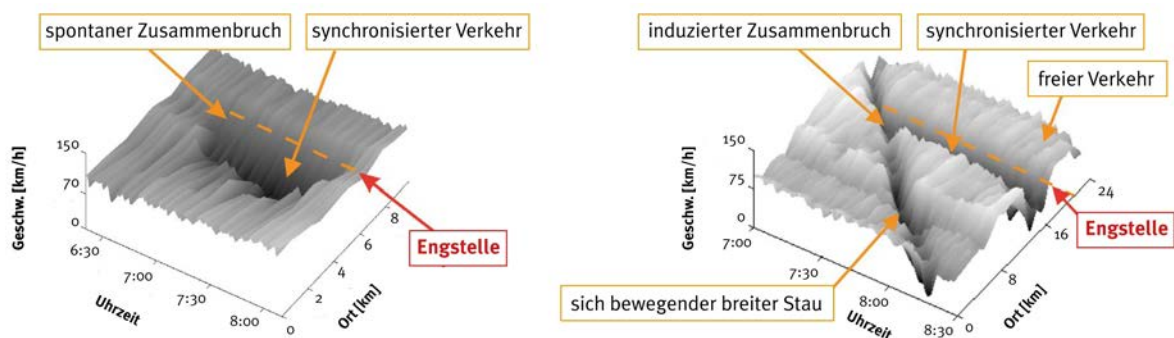 spontaner Zusammenbruch
synchronisierter Verkehr
Geschw. [km/h]
150
70
0
6:30
7:00
7:30
8:00
Uhrzeit
0
2
4
6
8
Ort [km]
Engstelle
induzierter Zusammenbruch
synchronisierter Verkehr
freier Verkehr
Geschw. [km/h]
150
75
0
7:00
7:30
8:00
8:30
Uhrzeit
0
8
16
24
Ort [km]
Engstelle
sich bewegender breiter Stau